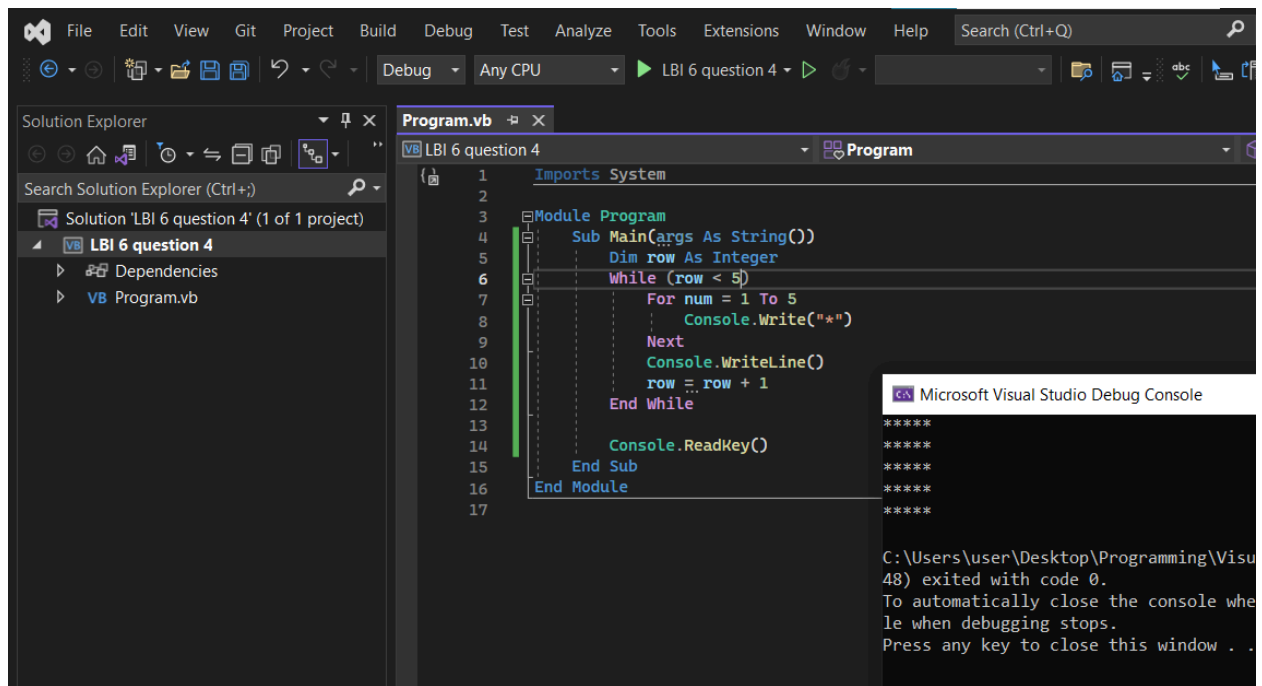 File Edit View Git Project Build Debug Test Analyze Tools Extensions Window Help Search (Ctrl+Q)
Debug Any CPU LBI 6 question 4 abc
Solution Explorer
Search Solution Explorer (Ctrl+;)
Solution 'LBI 6 question 4' (1 of 1 project)
VB LBI 6 question 4
Dependencies
VB Program.vb
Program.vb
VB LBI 6 question 4 Program
1 Imports System
2
3 Module Program
4 Sub Main(args As String())
5 Dim row As Integer
6 While (row < 5)
7 For num = 1 To 5
8 Console.Write("*")
9 Next
10 Console.WriteLine()
11 row = row + 1
12 End While
13
14 Console.ReadKey()
15 End Sub
16 End Module
17
C:\ Microsoft Visual Studio Debug Console
*****
*****
*****
*****
*****
C:\Users\user\Desktop\Programming\Visu
48) exited with code 0.
To automatically close the console whe
le when debugging stops.
Press any key to close this window . .